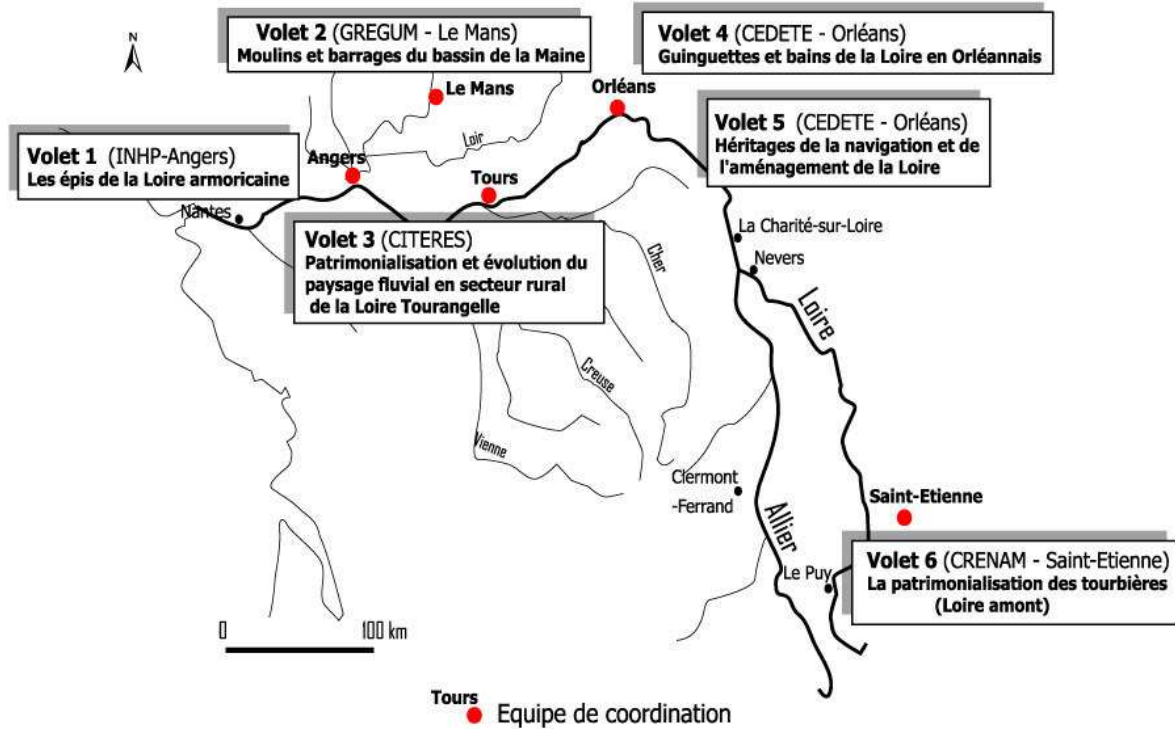 N
Volet 2 (GREGUM - Le Mans)
Moulins et barrages du bassin de la Maine
Volet 4 (CEDETE - Orléans)
Guinguettes et bains de la Loire en Orléannais
Le Mans
Orléans
Volet 5 (CEDETE - Orléans)
Héritages de la navigation et de
l'aménagement de la Loire
Loir
Volet 1 (INHP-Angers)
Les épis de la Loire armoricaine
Angers
Tours
Nantes
Volet 3 (CITERES)
Patrimonialisation et évolution du
paysage fluvial en secteur rural
de la Loire Tourangelle
Cher
La Charité-sur-Loire
Nevers
Loire
Creuse
Vienne
Clermont
-Ferrand
Allier
Saint-Etienne
Le Puy
Volet 6 (CRENAM - Saint-Etienne)
La patrimonialisation des tourbières
(Loire amont)
0 100 km
Tours
Equipe de coordination